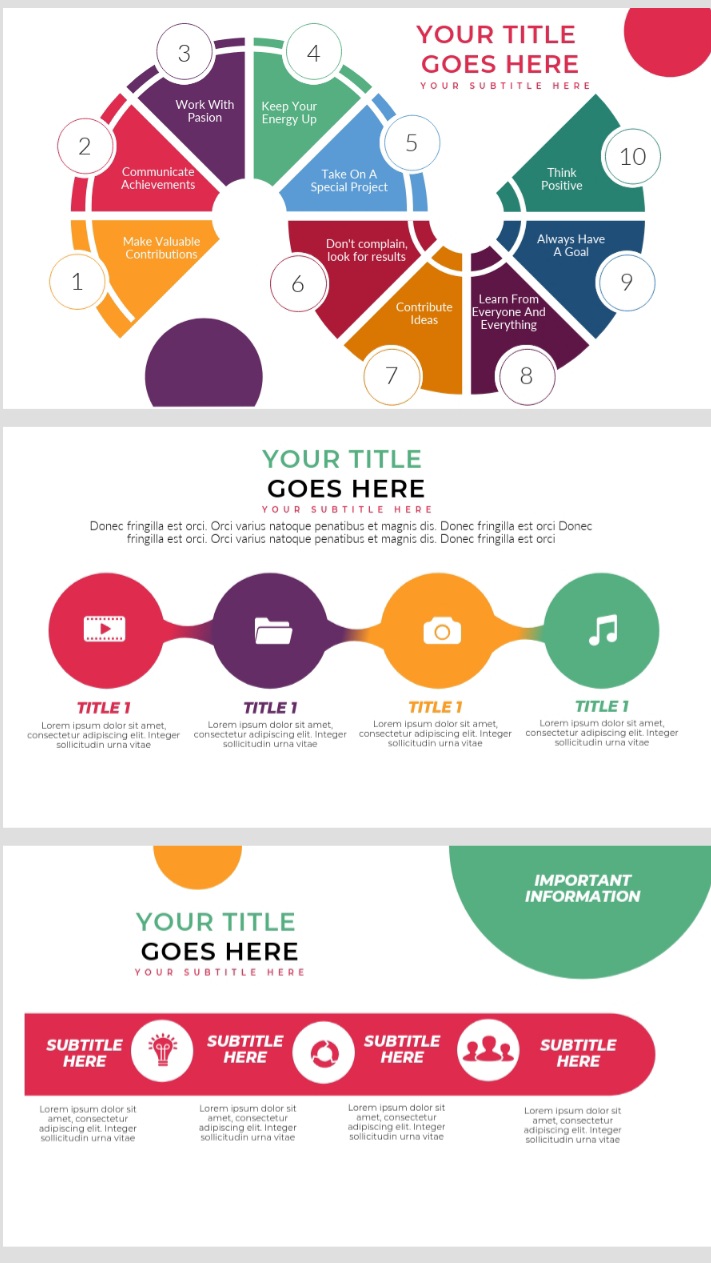 YOUR TITLE
GOES HERE
YOUR SUBTITLE HERE
1
Make Valuable
Contributions
2
Communicate
Achievements
3
Work With
Pasion
4
Keep Your
Energy Up
5
Take On A
Special Project
6
Don't complain,
look for results
7
Contribute
Ideas
8
Learn From
Everyone And
Everything
9
Always Have
A Goal
10
Think
Positive
YOUR TITLE
GOES HERE
YOUR SUBTITLE HERE
Donec fringilla est orci. Orci varius natoque penatibus et magnis dis. Donec fringilla est orci Donec
fringilla est orci. Orci varius natoque penatibus et magnis dis. Donec fringilla est orci
TITLE 1
Lorem ipsum dolor sit amet,
consectetur adipiscing elit. Integer
sollicitudin urna vitae
TITLE 1
Lorem ipsum dolor sit amet,
consectetur adipiscing elit. Integer
sollicitudin urna vitae
TITLE 1
Lorem ipsum dolor sit amet,
consectetur adipiscing elit. Integer
sollicitudin urna vitae
TITLE 1
Lorem ipsum dolor sit amet,
consectetur adipiscing elit. Integer
sollicitudin urna vitae
IMPORTANT
INFORMATION
YOUR TITLE
GOES HERE
YOUR SUBTITLE HERE
SUBTITLE
HERE
Lorem ipsum dolor sit
amet, consectetur
adipiscing elit. Integer
sollicitudin urna vitae
SUBTITLE
HERE
Lorem ipsum dolor sit
amet, consectetur
adipiscing elit. Integer
sollicitudin urna vitae
SUBTITLE
HERE
Lorem ipsum dolor sit
amet, consectetur
adipiscing elit. Integer
sollicitudin urna vitae
SUBTITLE
HERE
Lorem ipsum dolor sit
amet, consectetur
adipiscing elit. Integer
sollicitudin urna vitae